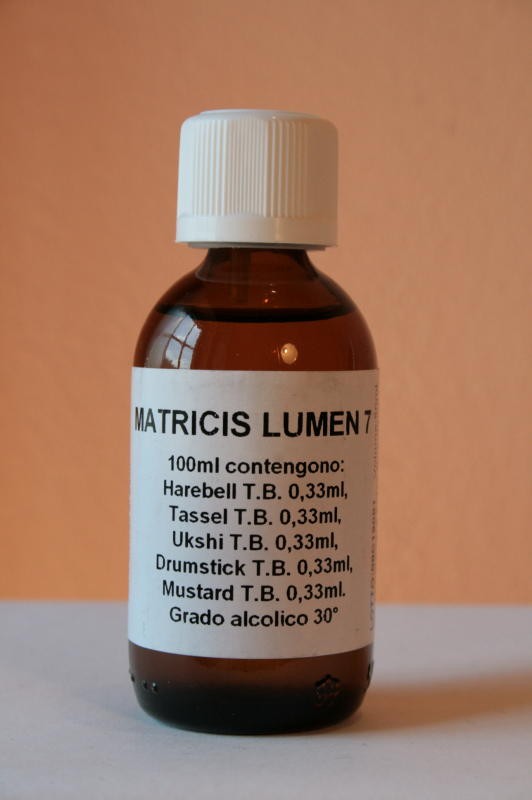 MATRICIS LUMEN 7
100ml contengono:
Harebell T.B. 0,33ml,
Tassel T.B. 0,33ml,
Ukshi T.B. 0,33ml,
Drumstick T.B. 0,33ml,
Mustard T.B. 0,33ml.
Grado alcolico 30°